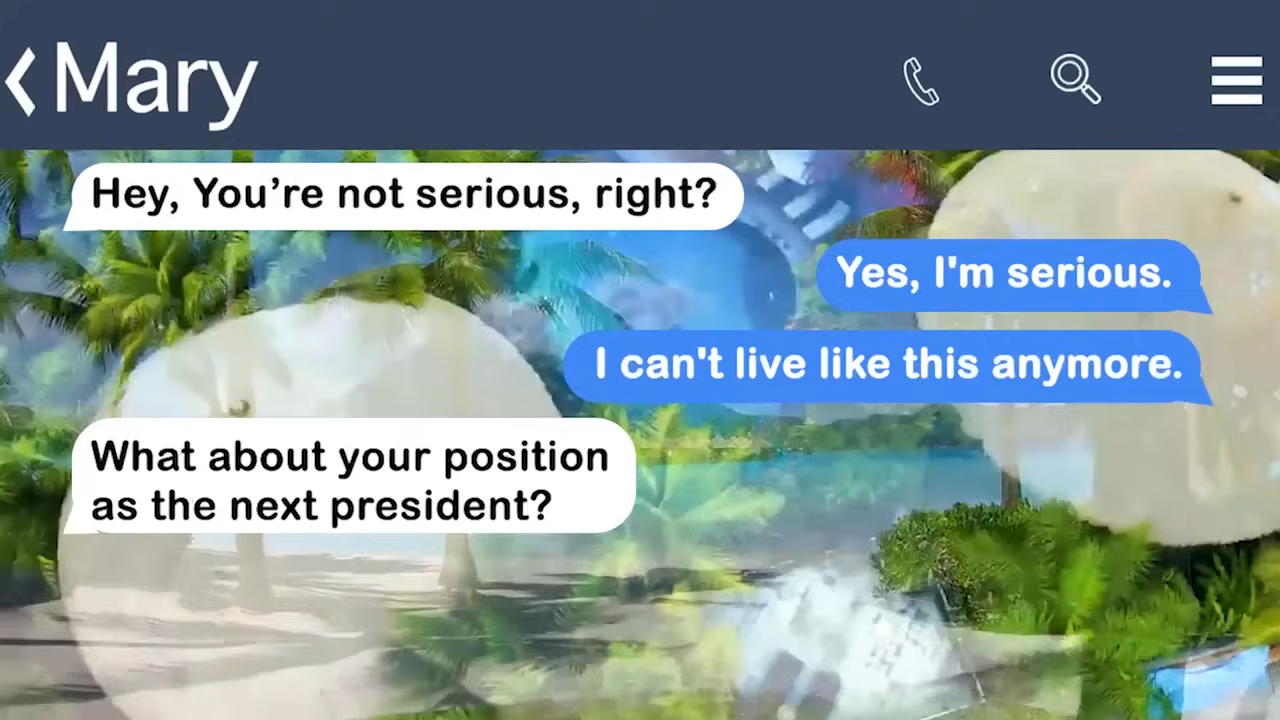 Mary
Hey, You’re not serious, right?
Yes, I'm serious.
I can't live like this anymore.
What about your position
as the next president?